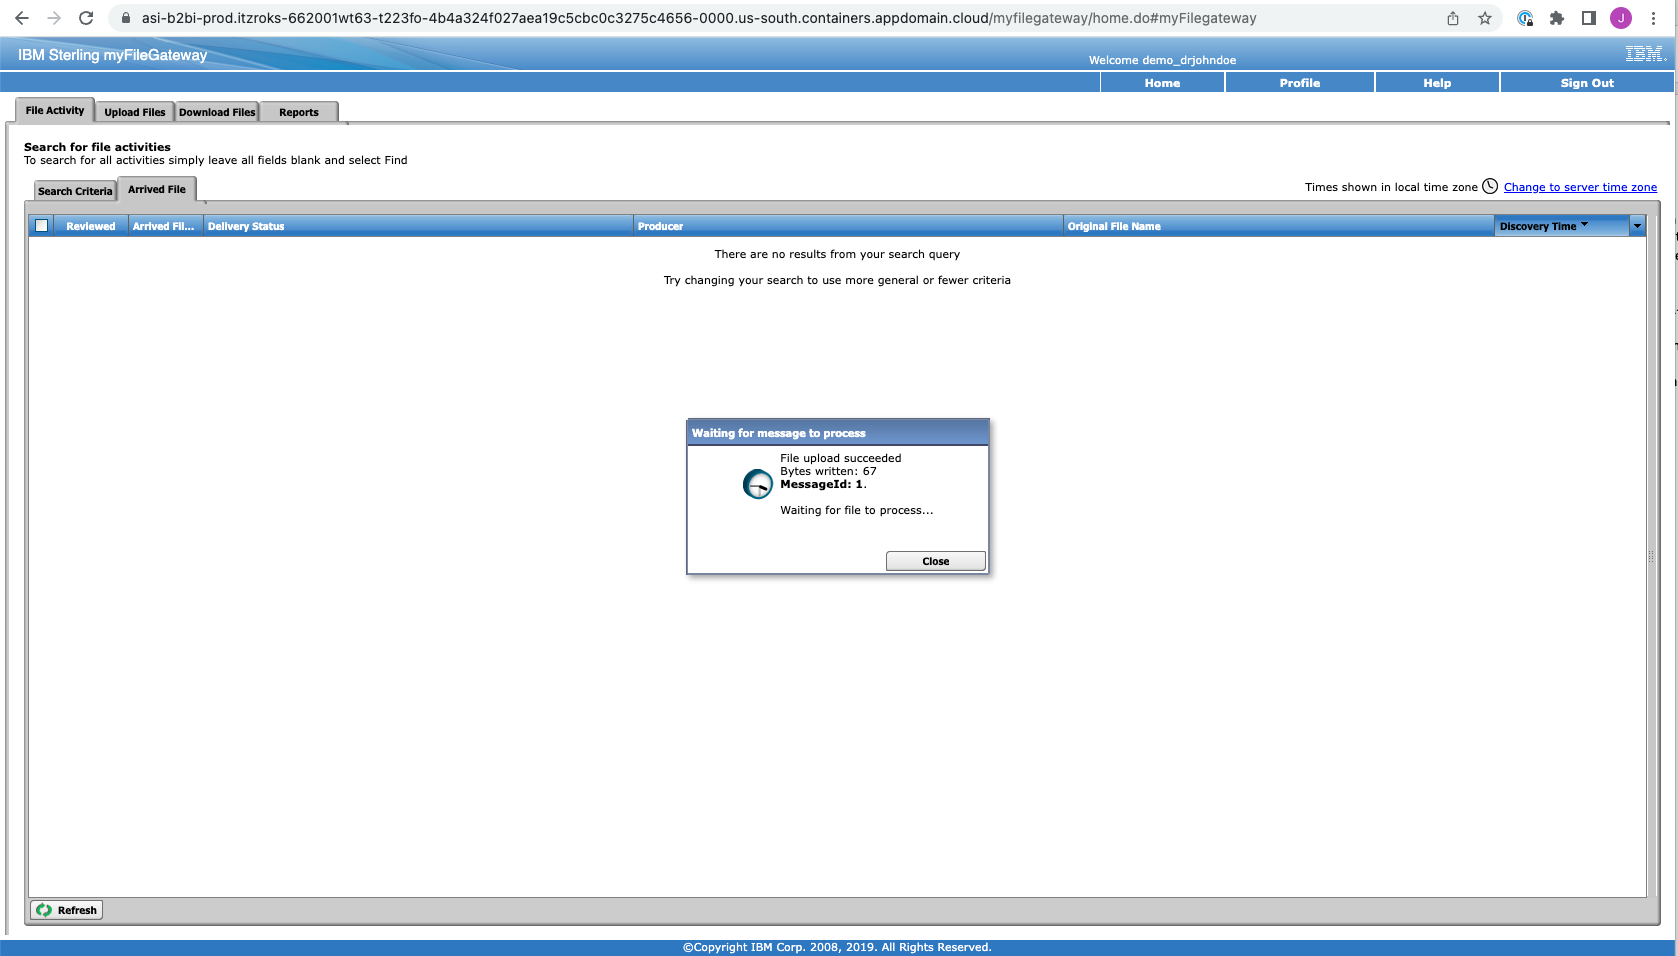 asi-b2bi-prod.itzroks-662001wt63-t223fo-4b4a324f027aea19c5cbc0c3275c4656-0000.us-south.containers.appdomain.cloud/myfilegateway/home.do#myFilegateway
J
IBM Sterling myFileGateway
Welcome demo_drjohndoe
IBM
Home Profile Help Sign Out
File Activity Upload Files Download Files Reports
Search for file activities
To search for all activities simply leave all fields blank and select Find
Search Criteria Arrived File
Times shown in local time zone Change to server time zone
Reviewed Arrived Fil... Delivery Status Producer Original File Name Discovery Time
There are no results from your search query
Try changing your search to use more general or fewer criteria
Waiting for message to process
File upload succeeded
Bytes written: 67
MessageId: 1.
Waiting for file to process...
Close
Refresh
©Copyright IBM Corp. 2008, 2019. All Rights Reserved.